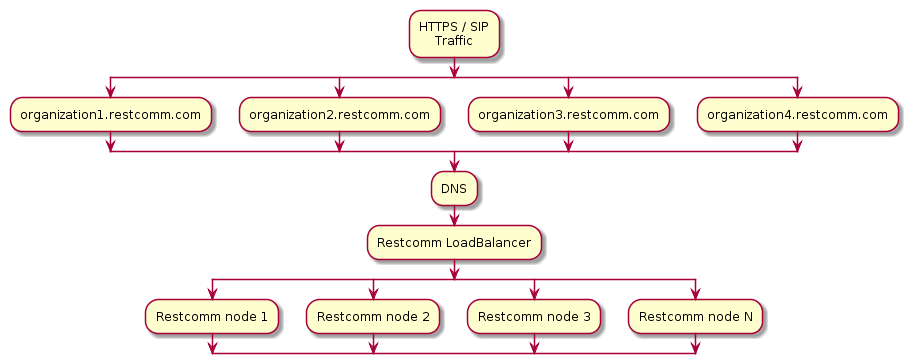 HTTPS / SIP
Traffic
organization1.restcomm.com
organization2.restcomm.com
organization3.restcomm.com
organization4.restcomm.com
DNS
Restcomm LoadBalancer
Restcomm node 1
Restcomm node 2
Restcomm node 3
Restcomm node N